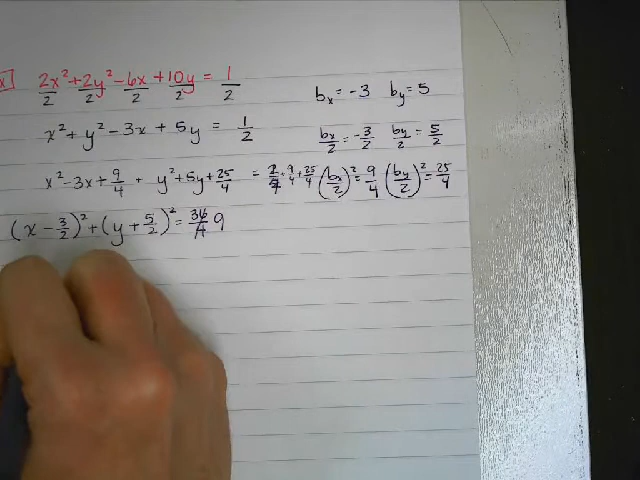 x] 2x²/2 + 2y²/2 - 6x/2 + 10y/2 = 1/2
bx = -3 by = 5
x² + y² - 3x + 5y = 1/2
bx/2 = -3/2 by/2 = 5/2
x² - 3x + 9/4 + y² + 5y + 25/4 = 2/4 + 9/4 + 25/4
(bx/2)² = 9/4 (by/2)² = 25/4
(x - 3/2)² + (y + 5/2)² = 36/4 9